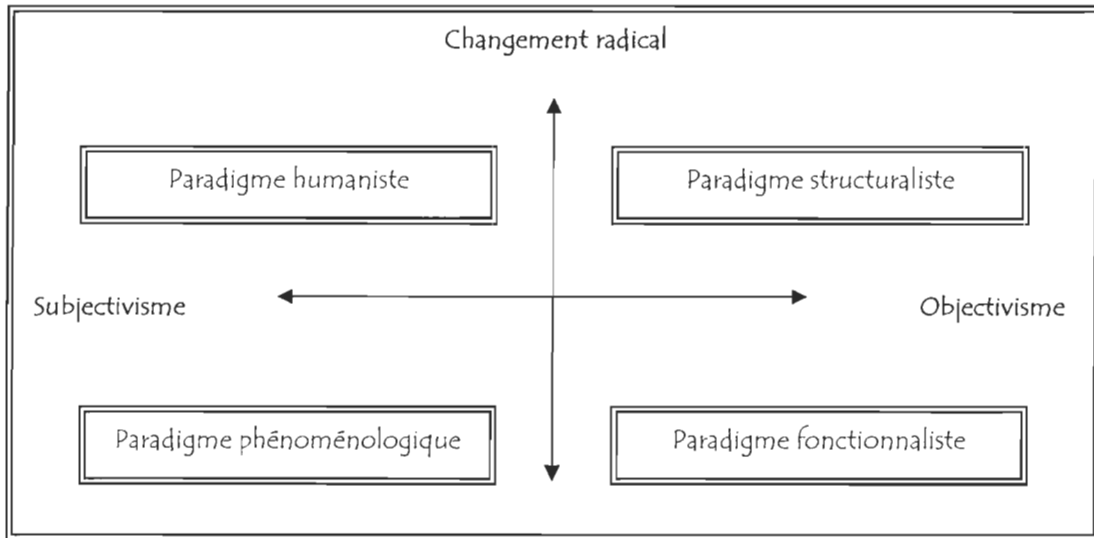 Changement radical
Paradigme humaniste
Paradigme structuraliste
Subjectivisme
Objectivisme
Paradigme phénoménologique
Paradigme fonctionnaliste